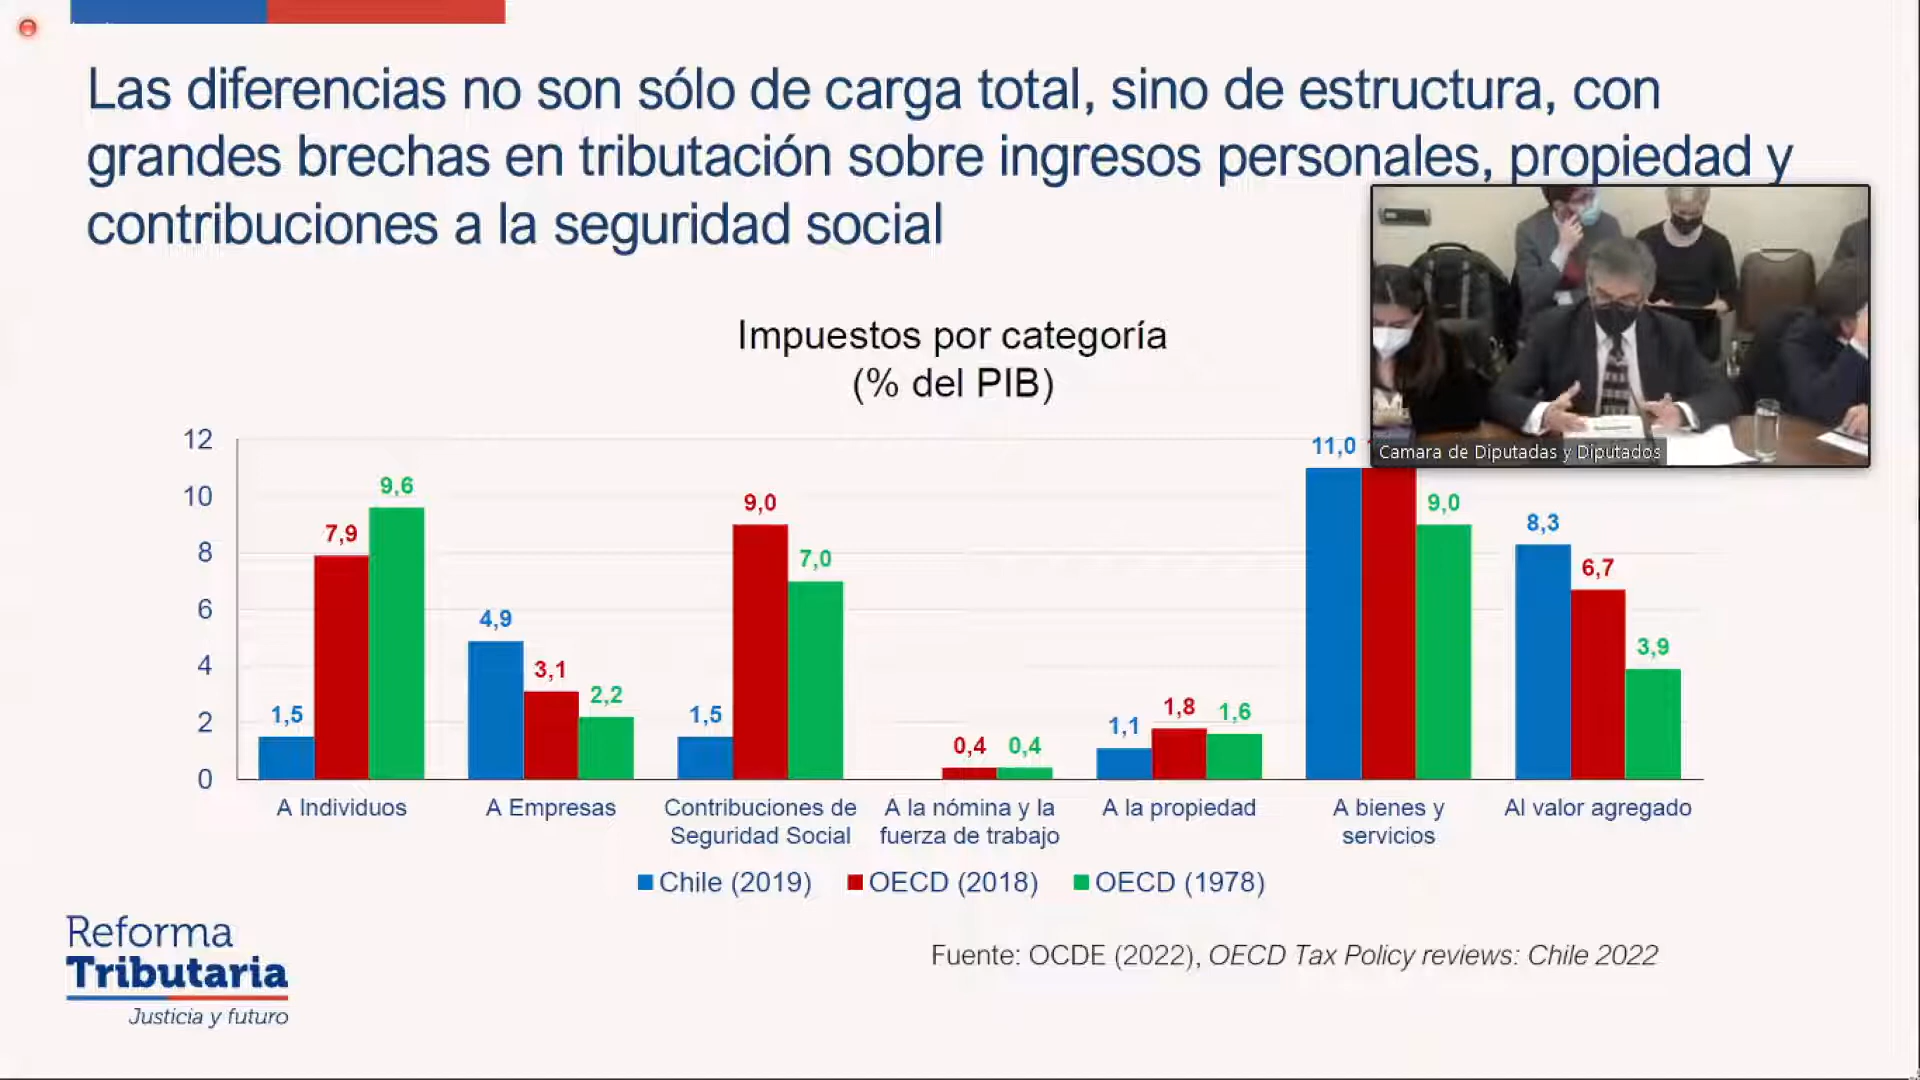 Las diferencias no son sólo de carga total, sino de estructura, con
grandes brechas en tributación sobre ingresos personales, propiedad y
contribuciones a la seguridad social
Impuestos por categoría
(% del PIB)
Camara de Diputadas y Diputados
12
10
8
6
4
2
0
1,5
7,9
9,6
4,9
3,1
2,2
1,5
9,0
7,0
0,4
0,4
1,1
1,8
1,6
11,0
9,0
8,3
6,7
3,9
A Individuos
A Empresas
Contribuciones de
Seguridad Social
A la nómina y la
fuerza de trabajo
A la propiedad
A bienes y
servicios
Al valor agregado
Chile (2019)
OECD (2018)
OECD (1978)
Reforma
Tributaria
Justicia y futuro
Fuente: OCDE (2022), OECD Tax Policy reviews: Chile 2022